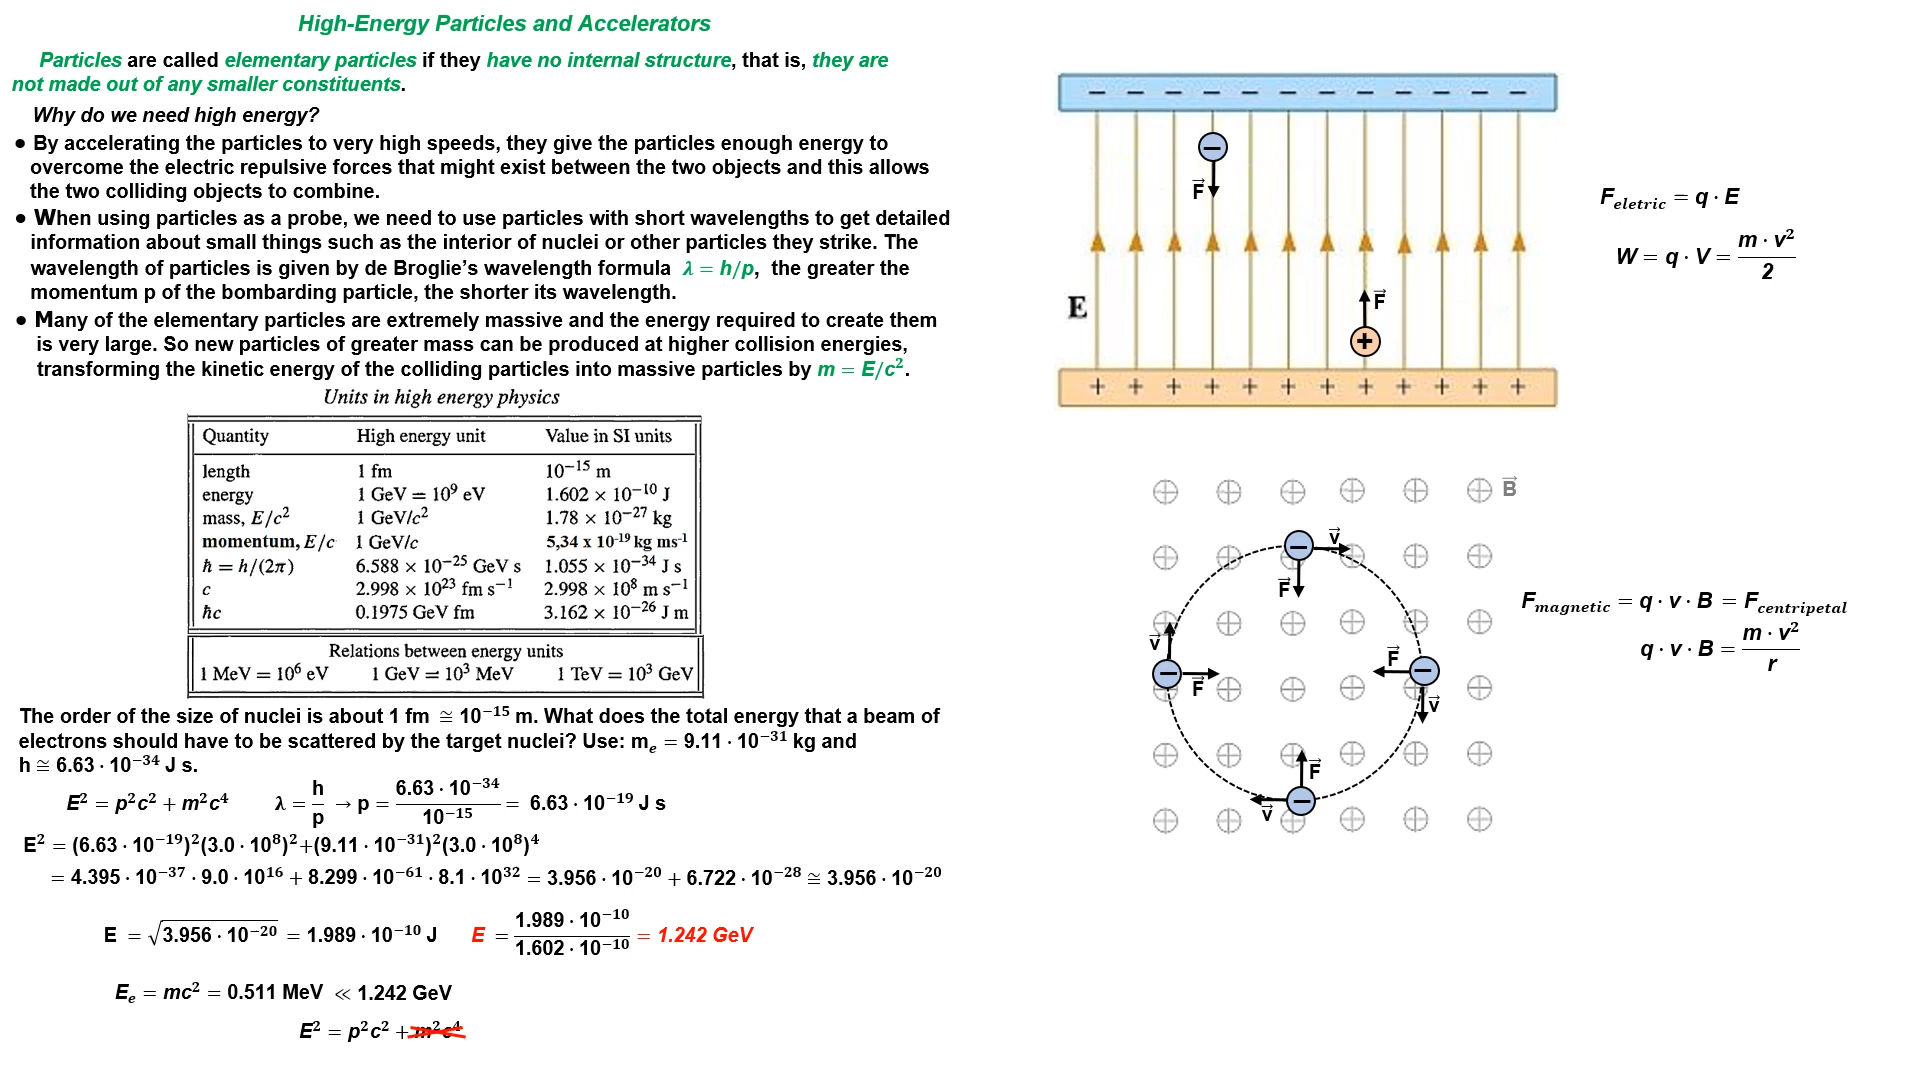 High-Energy Particles and Accelerators
Particles are called elementary particles if they have no internal structure, that is, they are
not made out of any smaller constituents.
Why do we need high energy?
● By accelerating the particles to very high speeds, they give the particles enough energy to
overcome the electric repulsive forces that might exist between the two objects and this allows
the two colliding objects to combine.
● When using particles as a probe, we need to use particles with short wavelengths to get detailed
information about small things such as the interior of nuclei or other particles they strike. The
wavelength of particles is given by de Broglie's wavelength formula λ = h/p, the greater the
momentum p of the bombarding particle, the shorter its wavelength.
● Many of the elementary particles are extremely massive and the energy required to create them
is very large. So new particles of greater mass can be produced at higher collision energies,
transforming the kinetic energy of the colliding particles into massive particles by m = E/c².
Units in high energy physics
Quantity High energy unit Value in SI units
length 1 fm 10⁻¹⁵ m
energy 1 GeV = 10⁹ eV 1.602 × 10⁻¹⁰ J
mass, E/c² 1 GeV/c² 1.78 × 10⁻²⁷ kg
momentum, E/c 1 GeV/c 5,34 x 10⁻¹⁹ kg ms⁻¹
ℏ = h/(2π) 6.588 × 10⁻²⁵ GeV s 1.055 × 10⁻³⁴ J s
c 2.998 × 10²³ fm s⁻¹ 2.998 × 10⁸ m s⁻¹
ℏc 0.1975 GeV fm 3.162 × 10⁻²⁶ J m
Relations between energy units
1 MeV = 10⁶ eV 1 GeV = 10³ MeV 1 TeV = 10³ GeV
The order of the size of nuclei is about 1 fm ≅ 10⁻¹⁵ m. What does the total energy that a beam of
electrons should have to be scattered by the target nuclei? Use: mₑ = 9.11 · 10⁻³¹ kg and
h ≅ 6.63 · 10⁻³⁴ J s.
E² = p²c² + m²c⁴ λ = h/p → p = 6.63 · 10⁻³⁴/10⁻¹⁵ = 6.63 · 10⁻¹⁹ J s
E² = (6.63 · 10⁻¹⁹)²(3.0 · 10⁸)²+(9.11 · 10⁻³¹)²(3.0 · 10⁸)⁴
= 4.395 · 10⁻³⁷ · 9.0 · 10¹⁶ + 8.299 · 10⁻⁶¹ · 8.1 · 10³² = 3.956 · 10⁻²⁰ + 6.722 · 10⁻²⁸ ≅ 3.956 · 10⁻²⁰
E = √3.956 · 10⁻²⁰ = 1.989 · 10⁻¹⁰ J E = 1.989 · 10⁻¹⁰/1.602 · 10⁻¹⁰ = 1.242 GeV
Eₑ = mc² = 0.511 MeV ≪ 1.242 GeV
E² = p²c² + m²c⁴
− − − − − − − − − − − −
−
F
E
F
+
+ + + + + + + + + + + +
F eletric = q · E
W = q · V = m · v²/2
B
− v
F
v
− F
F −
v
F
v −
F magnetic = q · v · B = F centripetal
q · v · B = m · v²/r